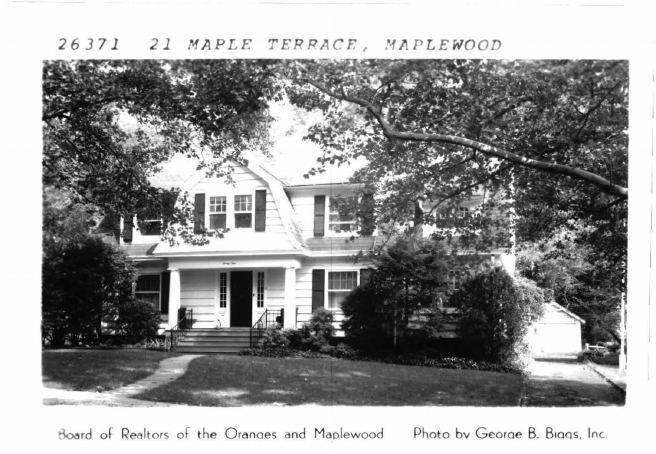 26371 21 MAPLE TERRACE, MAPLEWOOD
Board of Realtors of the Oranges and Maplewood Photo by George B. Biggs, Inc.